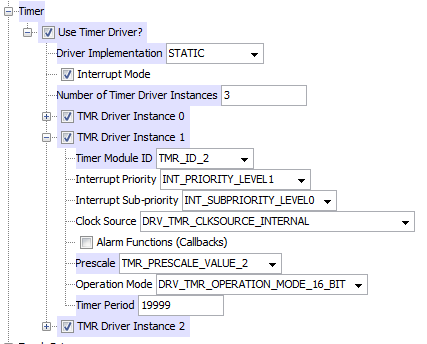 Timer
Use Timer Driver?
Driver Implementation STATIC
Interrupt Mode
Number of Timer Driver Instances 3
TMR Driver Instance 0
TMR Driver Instance 1
Timer Module ID TMR_ID_2
Interrupt Priority INT_PRIORITY_LEVEL1
Interrupt Sub-priority INT_SUBPRIORITY_LEVEL0
Clock Source DRV_TMR_CLKSOURCE_INTERNAL
Alarm Functions (Callbacks)
Prescale TMR_PRESCALE_VALUE_2
Operation Mode DRV_TMR_OPERATION_MODE_16_BIT
Timer Period 19999
TMR Driver Instance 2